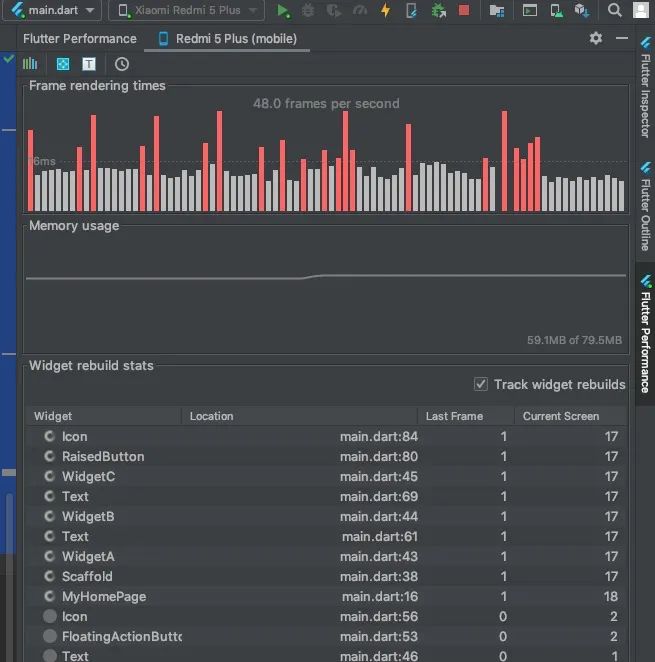 main.dart
Xiaomi Redmi 5 Plus
Flutter Performance
Redmi 5 Plus (mobile)
T
Frame rendering times
48.0 frames per second
16ms
Memory usage
59.1MB of 79.5MB
Widget rebuild stats
Track widget rebuilds
Widget Location Last Frame Current Screen
Icon main.dart:84 1 17
RaisedButton main.dart:80 1 17
WidgetC main.dart:45 1 17
Text main.dart:69 1 17
WidgetB main.dart:44 1 17
Text main.dart:61 1 17
WidgetA main.dart:43 1 17
Scaffold main.dart:38 1 17
MyHomePage main.dart:16 1 18
Icon main.dart:56 0 2
FloatingActionButto main.dart:53 0 2
Text main.dart:46 0 1
Flutter Inspector
Flutter Outline
Flutter Performance